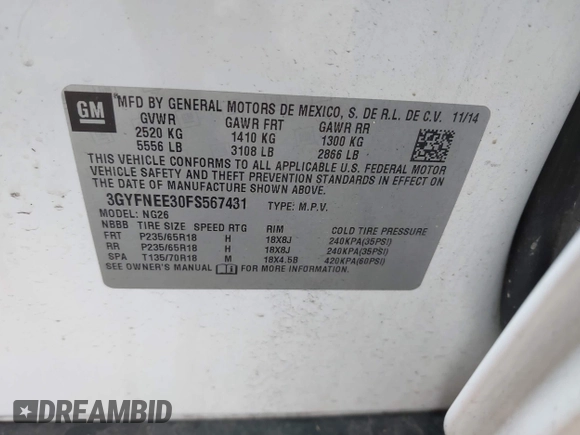 GM
MFD BY GENERAL MOTORS DE MEXICO, S. DE R.L. DE C.V. 11/14
GVWR GAWR FRT GAWR RR
2520 KG 1410 KG 1300 KG
5556 LB 3108 LB 2866 LB
THIS VEHICLE CONFORMS TO ALL APPLICABLE U.S. FEDERAL MOTOR
VEHICLE SAFETY AND THEFT PREVENTION STANDARDS IN EFFECT ON
THE DATE OF MANUFACTURE SHOWN ABOVE.
3GYFNEE30FS567431 TYPE: M.P.V.
MODEL: NG26
NBBB TIRE SIZE SPEED RTG RIM COLD TIRE PRESSURE
FRT P235/65R18 H 18X8J 240KPA(35PSI)
RR P235/65R18 H 18X8J 240KPA(35PSI)
SPA T135/70R18 M 18X4.5B 420KPA(60PSI)
SEE OWNER'S MANUAL FOR MORE INFORMATION.
DREAMBID